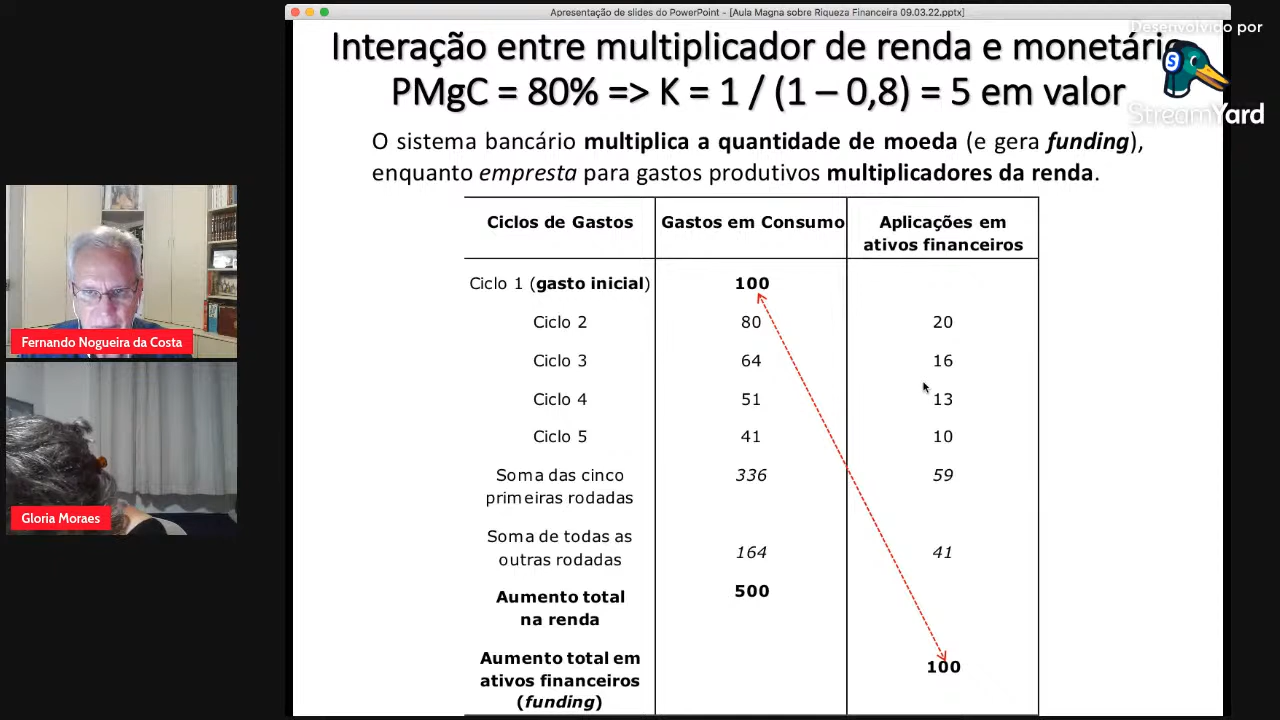 Apresentação de slides do PowerPoint - [Aula Magna sobre Riqueza Financeira 09.03.22.pptx]
Desenvolvido por
StreamYard
Interação entre multiplicador de renda e monetário
PMgC = 80% => K = 1 / (1 – 0,8) = 5 em valor
O sistema bancário multiplica a quantidade de moeda (e gera funding),
enquanto empresta para gastos produtivos multiplicadores da renda.
Ciclos de Gastos Gastos em Consumo Aplicações em
ativos financeiros
Ciclo 1 (gasto inicial) 100
Ciclo 2 80 20
Ciclo 3 64 16
Ciclo 4 51 13
Ciclo 5 41 10
Soma das cinco 336 59
primeiras rodadas
Soma de todas as
outras rodadas 164 41
Aumento total 500
na renda
Aumento total em 100
ativos financeiros
(funding)
Fernando Nogueira da Costa
Gloria Moraes